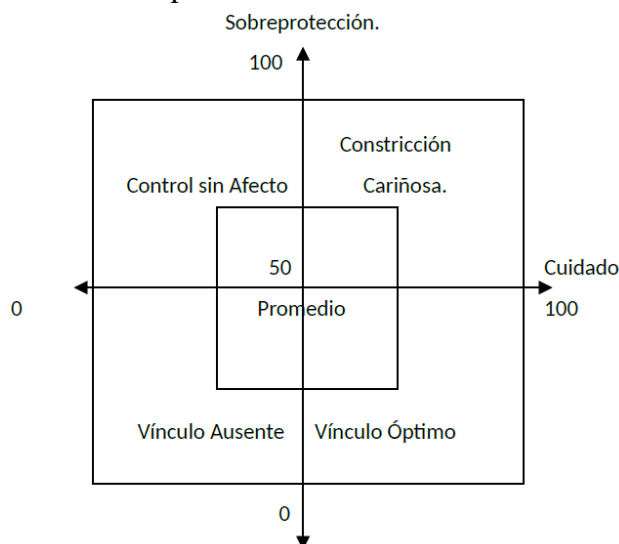 Sobreprotección.
100
Constricción
Control sin Afecto
Cariñosa.
50
Cuidado
0
Promedio
100
Vínculo Ausente
Vínculo Óptimo
0